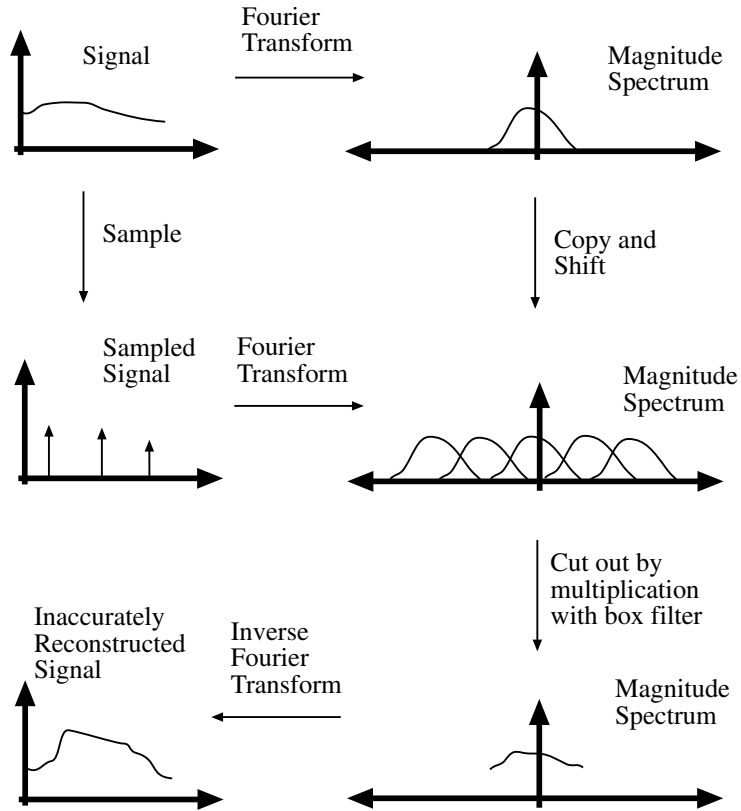 Signal
Fourier
Transform
Magnitude
Spectrum
Sample
Copy and
Shift
Sampled
Signal
Fourier
Transform
Magnitude
Spectrum
Cut out by
multiplication
with box filter
Inaccurately
Reconstructed
Signal
Inverse
Fourier
Transform
Magnitude
Spectrum